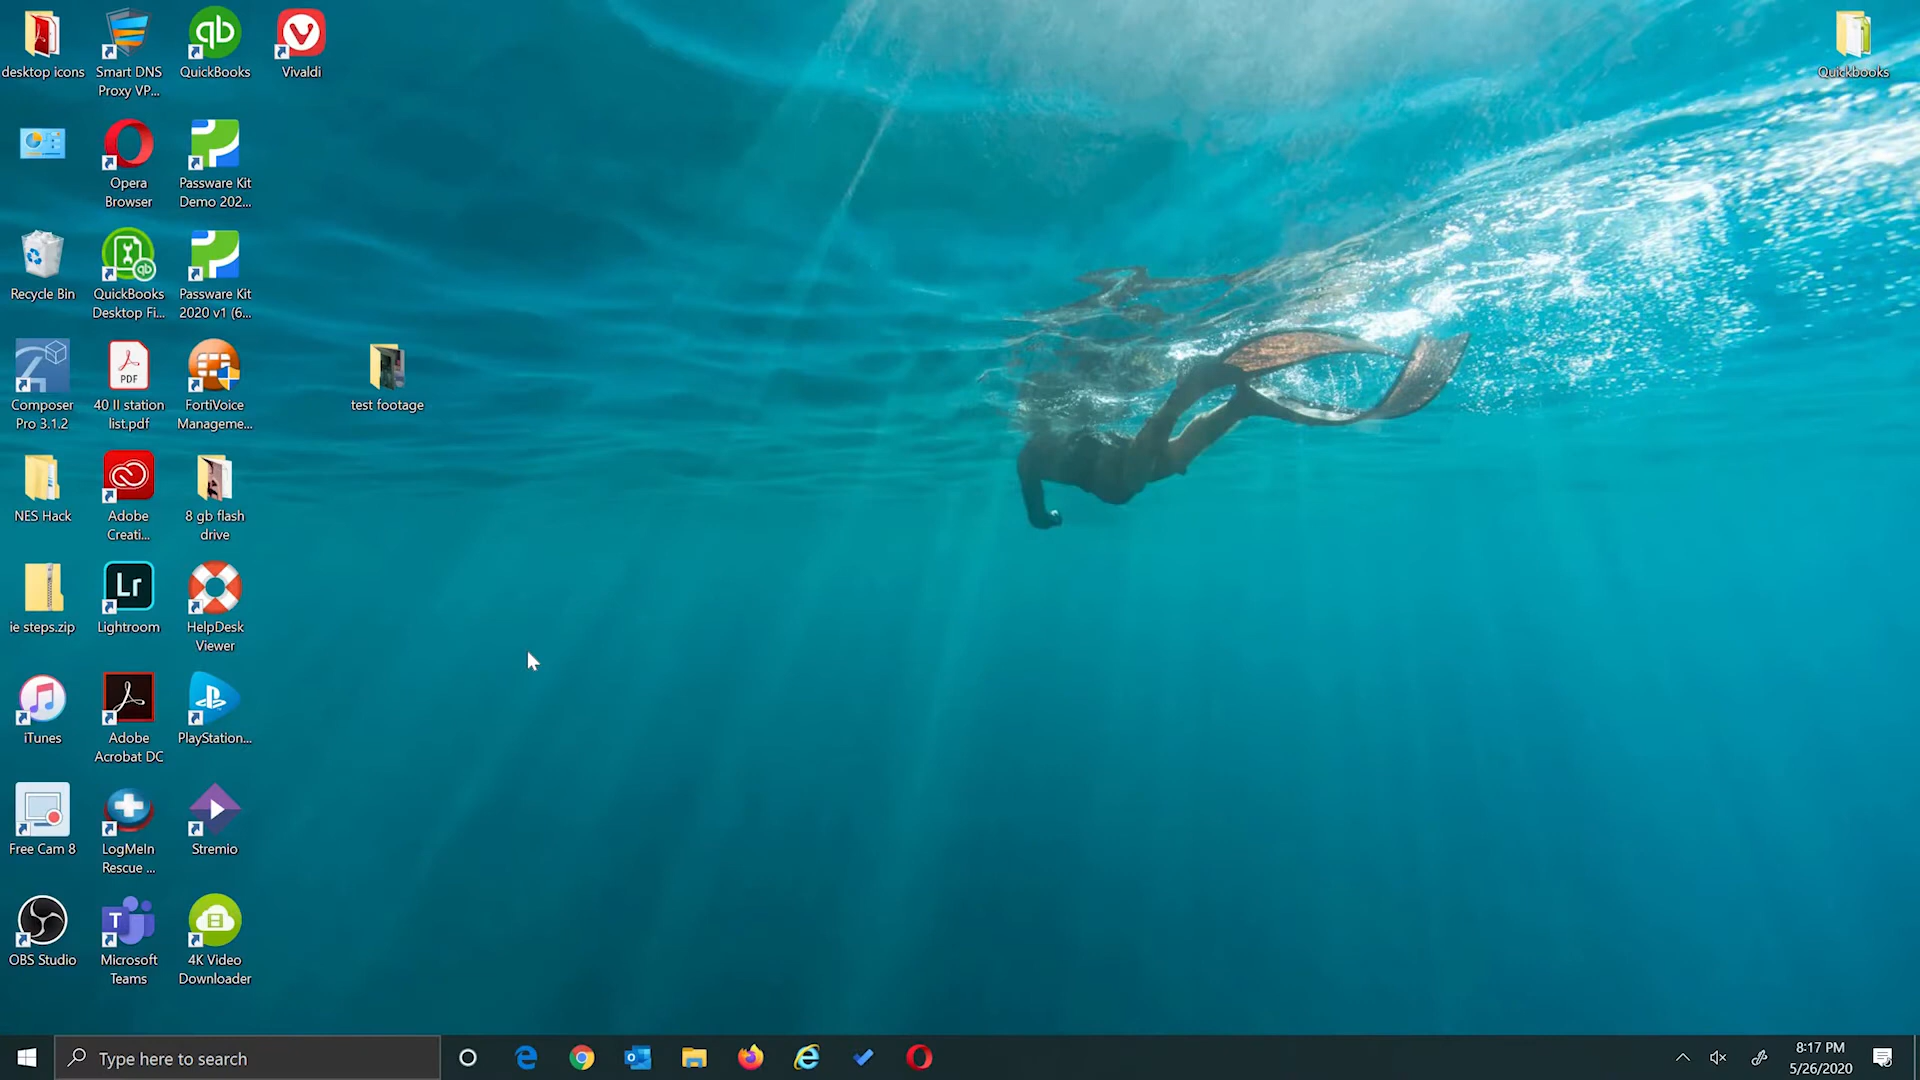 desktop icons
Smart DNS
Proxy VP...
qb
QuickBooks
Vivaldi
Quickbooks
Opera
Browser
Passware Kit
Demo 202...
Recycle Bin
qb
QuickBooks
Desktop Fi...
Passware Kit
2020 v1 (6...
Composer
Pro 3.1.2
PDF
40 II station
list.pdf
FortiVoice
Manageme...
test footage
NES Hack
Adobe
Creati...
8 gb flash
drive
ie steps.zip
Lr
Lightroom
HelpDesk
Viewer
iTunes
Adobe
Acrobat DC
PlayStation...
Free Cam 8
LogMeIn
Rescue ...
Stremio
OBS Studio
T
Microsoft
Teams
4K Video
Downloader
Type here to search
8:17 PM
5/26/2020